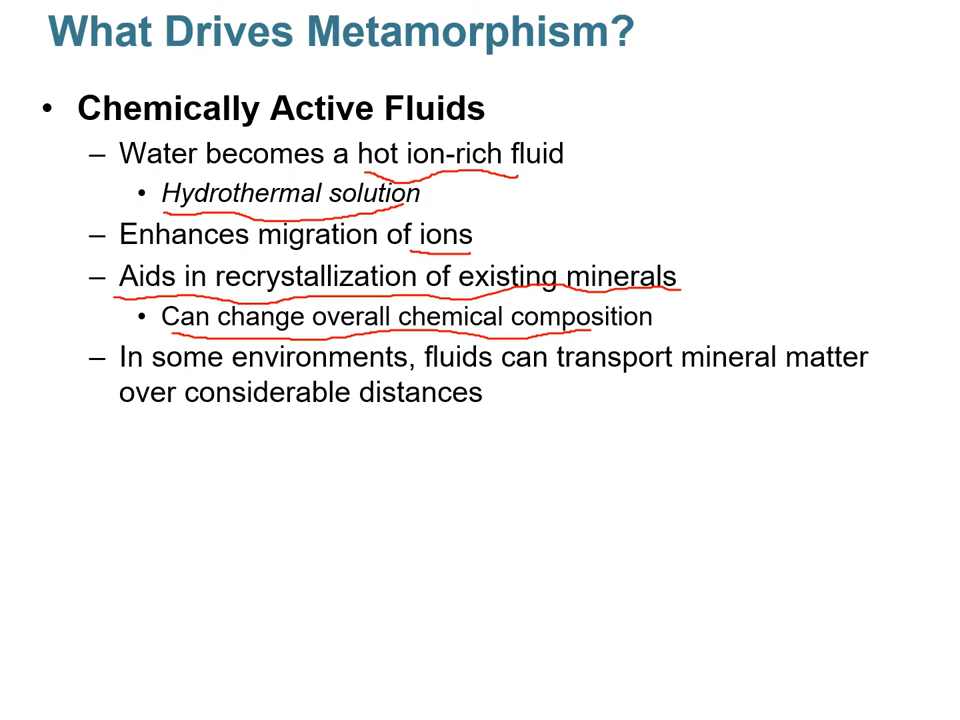 What Drives Metamorphism?
• Chemically Active Fluids
– Water becomes a hot ion-rich fluid
• Hydrothermal solution
– Enhances migration of ions
– Aids in recrystallization of existing minerals
• Can change overall chemical composition
– In some environments, fluids can transport mineral matter
over considerable distances